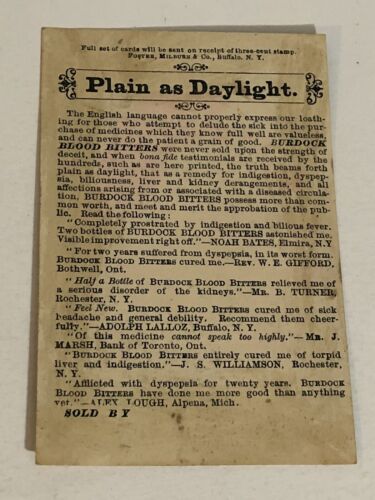 Full set of cards will be sent on receipt of three-cent stamp.
FOSTER, MILBURN & CO., BUFFALO, N. Y.
Plain as Daylight.
The English language cannot properly express our loath-
ing for those who attempt to delude the sick into the pur-
chase of medicines which they know full well are valueless,
and can never do the patient a grain of good. BURDOCK
BLOOD BITTERS were never sold upon the strength of
deceit, and when bona fide testimonials are received by the
hundreds, such as are here printed, the truth beams forth
plain as daylight, that as a remedy for indigestion, dyspep-
sia, biliousness, liver and kidney derangements, and all
affections arising from or associated with a diseased circula-
tion, BURDOCK BLOOD BITTERS possess more than com-
mon worth, and meet and merit the approbation of the pub-
lic. Read the following:
"Completely prostrated by indigestion and bilious fever.
Two bottles of BURDOCK BLOOD BITTERS astonished me.
Visible improvement right off."—NOAH BATES, Elmira, N.Y
"For two years suffered from dyspepsia, in its worst form.
BURDOCK BLOOD BITTERS cured me.—REV. W. E. GIFFORD,
Bothwell, Ont.
"Half a Bottle of BURDOCK BLOOD BITTERS relieved me of
a serious disorder of the kidneys."—MR. B. TURNER,
Rochester, N. Y.
"Feel New. BURDOCK BLOOD BITTERS cured me of sick
headache and general debility. Recommend them cheer-
fully."—ADOLPH LALLOZ, Buffalo, N. Y.
"Of this medicine cannot speak too highly."—MR. J.
MARSH, Bank of Toronto, Ont.
"BURDOCK BLOOD BITTERS entirely cured me of torpid
liver and indigestion."—J. S. WILLIAMSON, Rochester,
N. Y.
"Afflicted with dyspepsia for twenty years. BURDOCK
BLOOD BITTERS have done me more good than anything
yet."—ALEX. LOUGH, Alpena, Mich.
SOLD BY